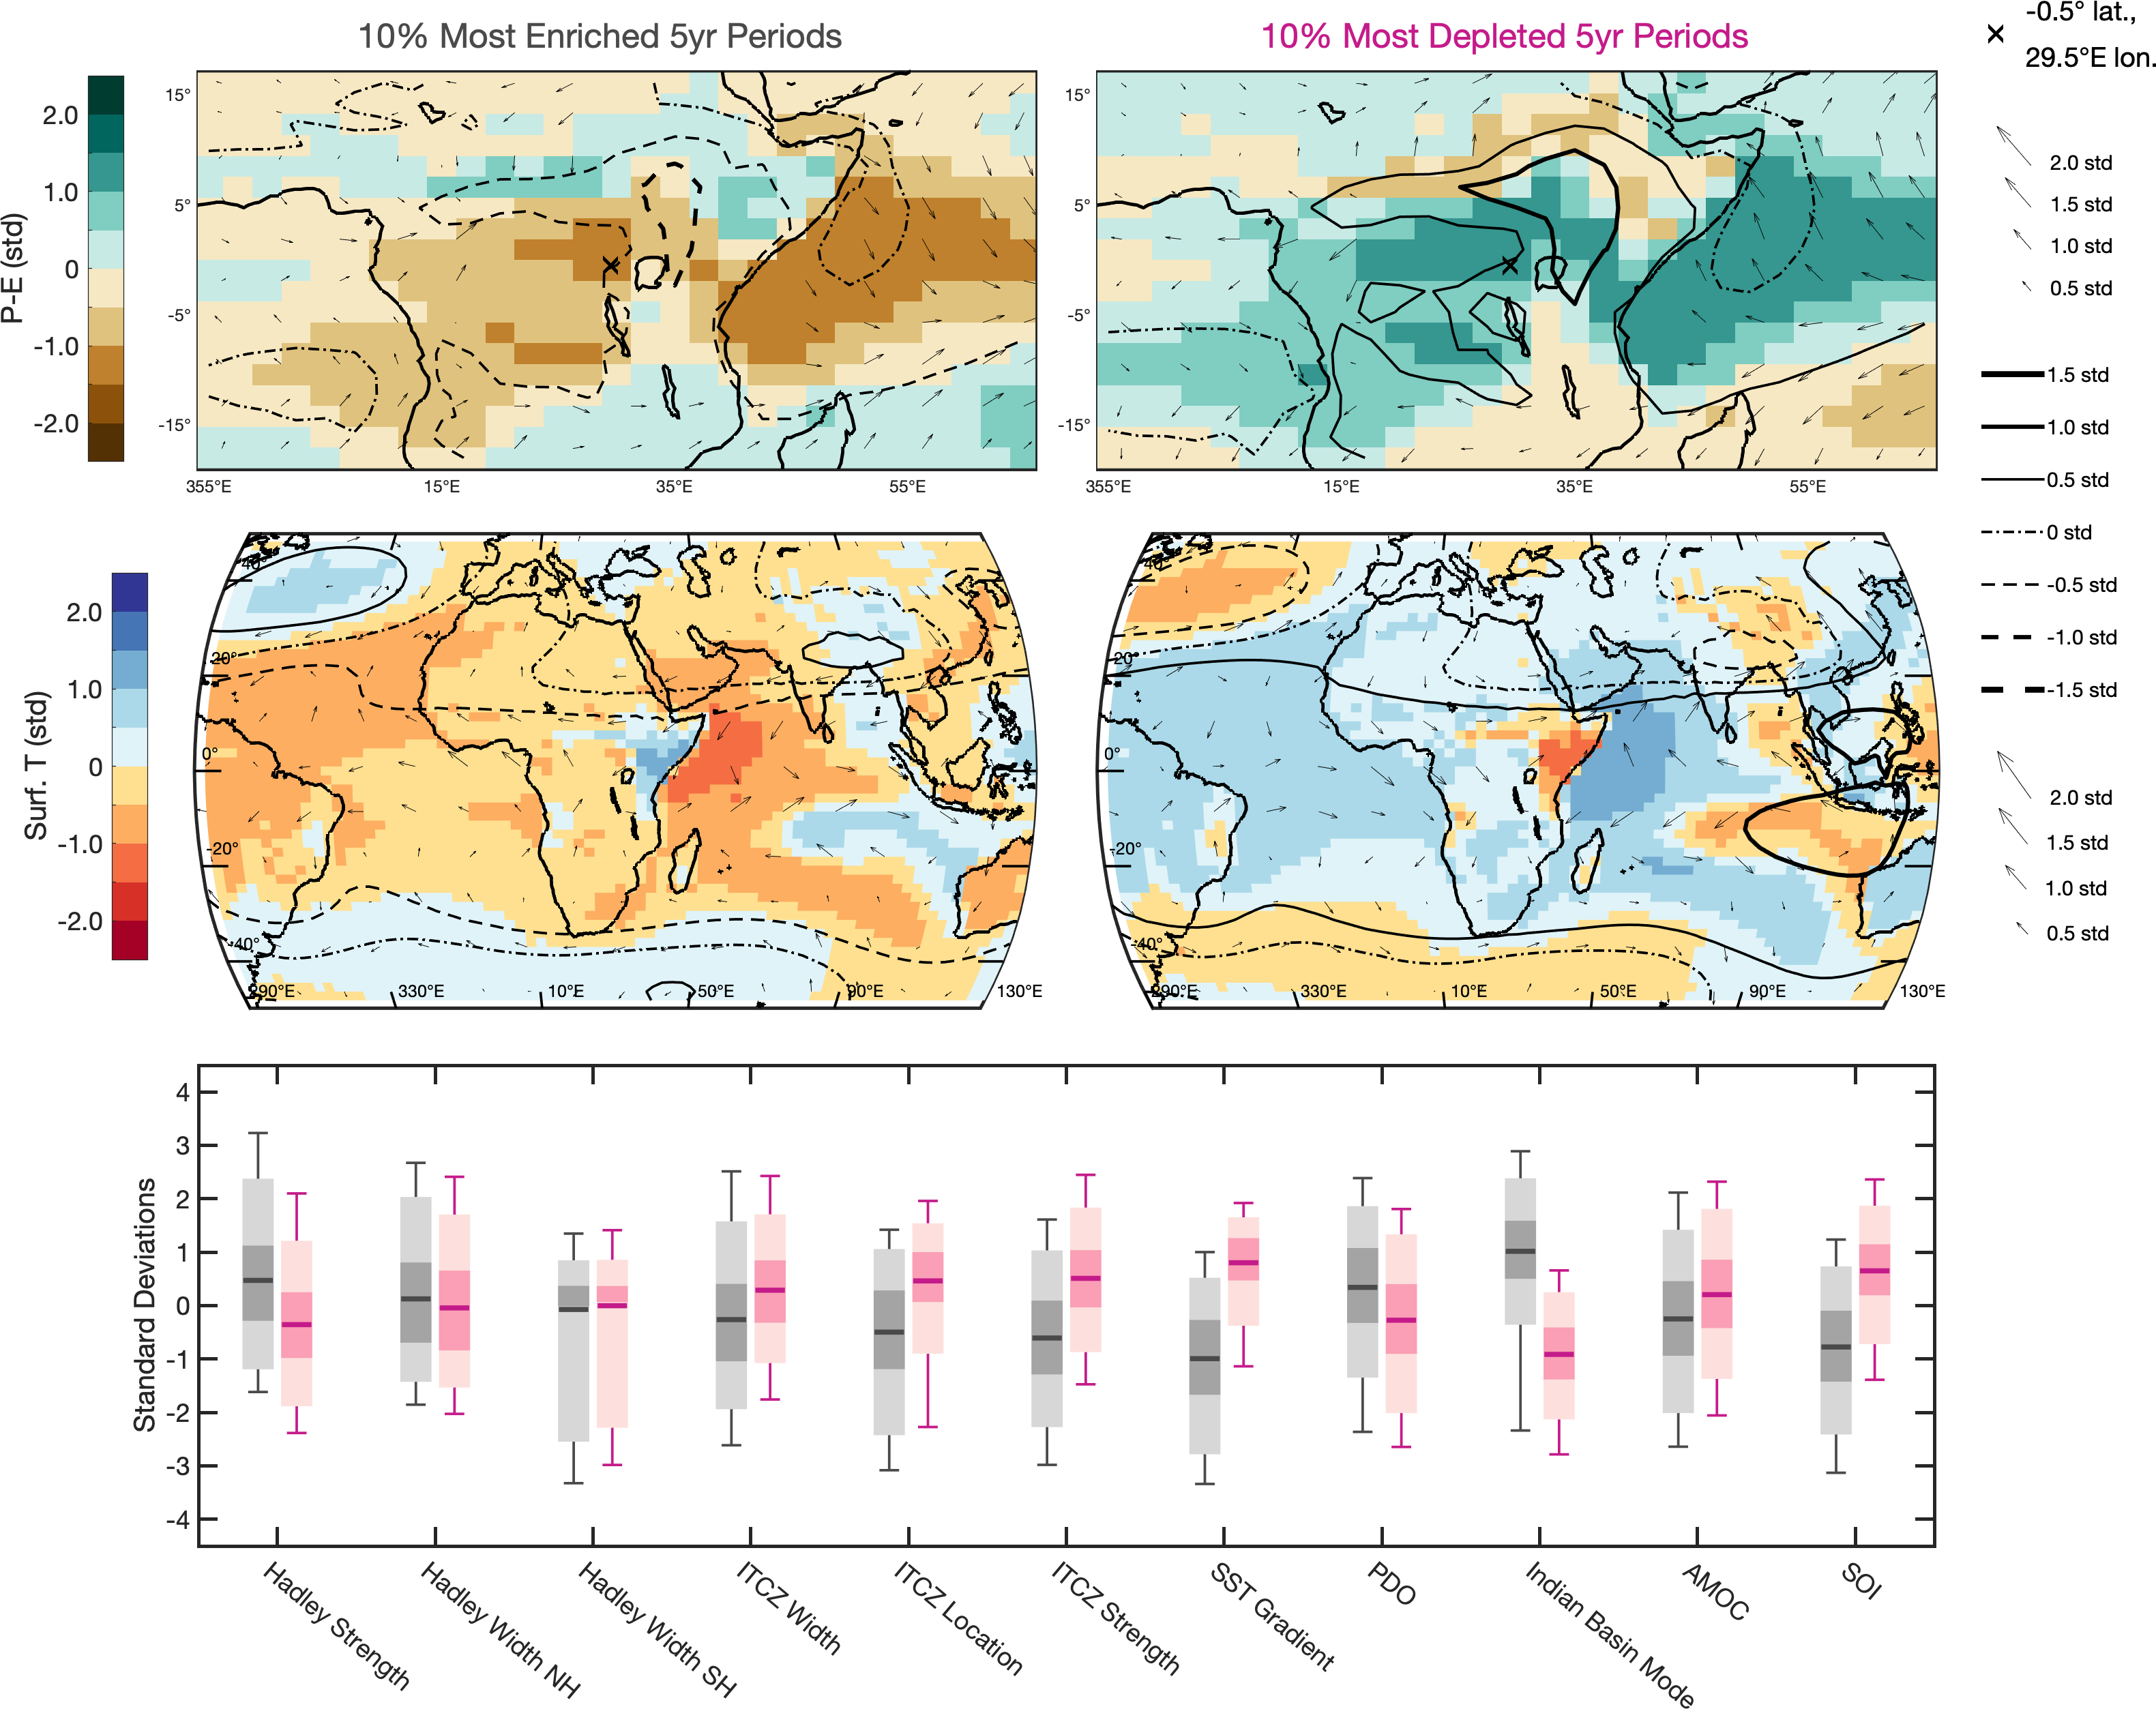 10% Most Enriched 5yr Periods
10% Most Depleted 5yr Periods
-0.5° lat.,
29.5°E lon.
P-E (std)
2.0
1.0
0
-1.0
-2.0
15°
5°
-5°
-15°
355°E
15°E
35°E
55°E
15°
5°
-5°
-15°
355°E
15°E
35°E
55°E
2.0 std
1.5 std
1.0 std
0.5 std
1.5 std
1.0 std
0.5 std
0 std
-0.5 std
-1.0 std
-1.5 std
Surf. T (std)
2.0
1.0
0
-1.0
-2.0
40°
20°
0°
-20°
-40°
290°E
330°E
10°E
50°E
90°E
130°E
40°
20°
0°
-20°
-40°
290°E
330°E
10°E
50°E
90°E
130°E
2.0 std
1.5 std
1.0 std
0.5 std
Standard Deviations
4
3
2
1
0
-1
-2
-3
-4
Hadley Strength
Hadley Width NH
Hadley Width SH
ITCZ Width
ITCZ Location
ITCZ Strength
SST Gradient
PDO
Indian Basin Mode
AMOC
SOI